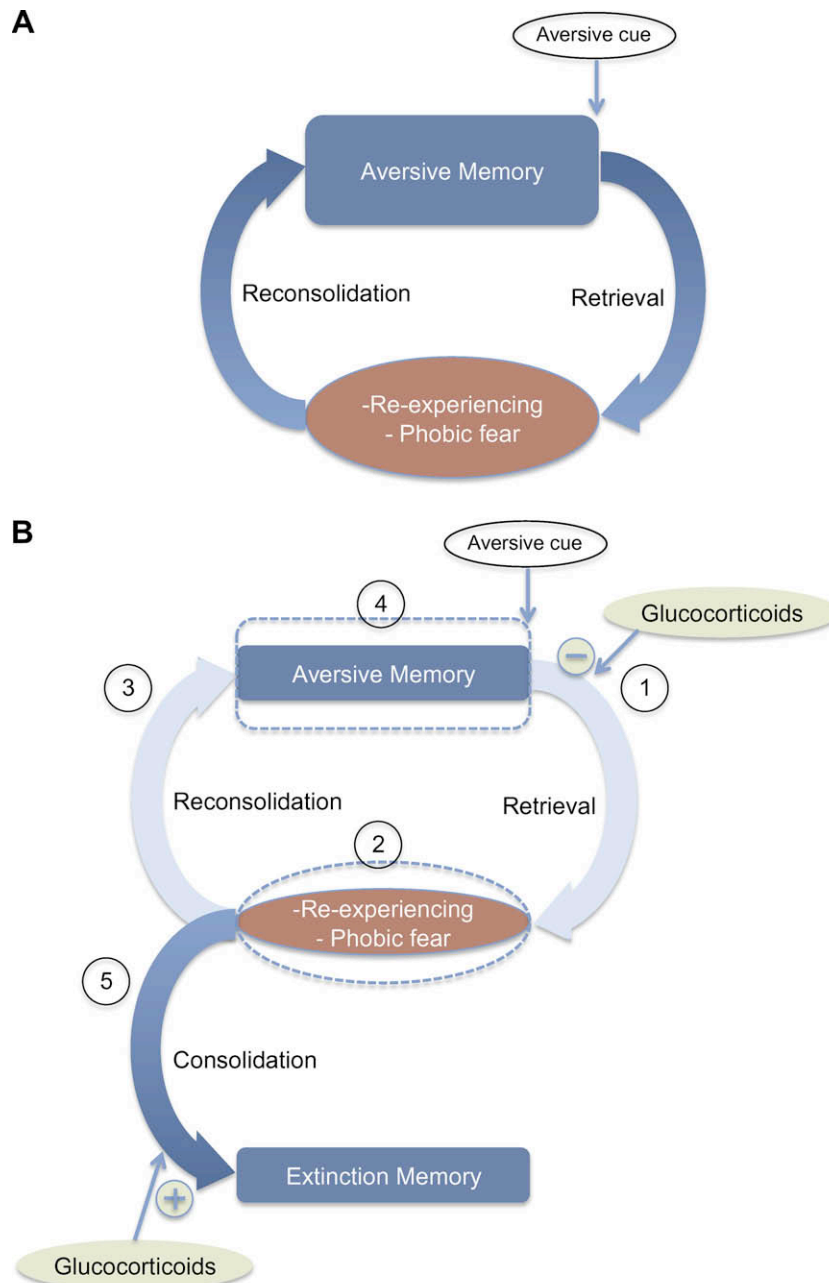 A
Aversive cue
Aversive Memory
Reconsolidation
Retrieval
-Re-experiencing
- Phobic fear
B
Aversive cue
4
Glucocorticoids
−
Aversive Memory
3
1
Reconsolidation
Retrieval
2
-Re-experiencing
- Phobic fear
5
Consolidation
Extinction Memory
+
Glucocorticoids